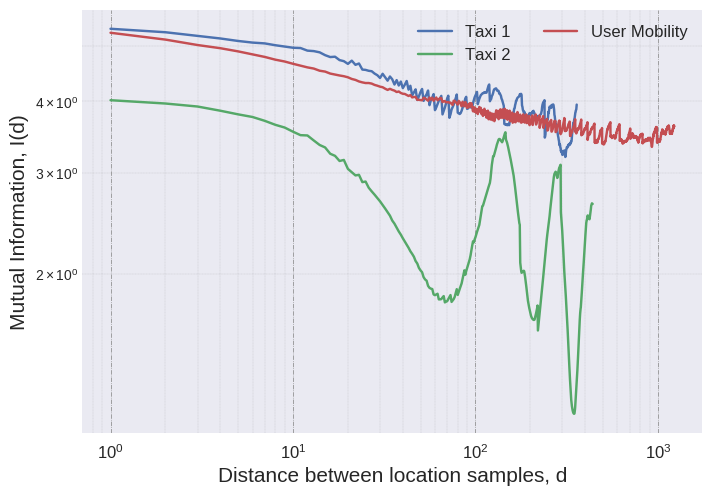 Taxi 1
Taxi 2
User Mobility
Mutual Information, I(d)
4 × 10⁰
3 × 10⁰
2 × 10⁰
10⁰ 10¹ 10² 10³
Distance between location samples, d